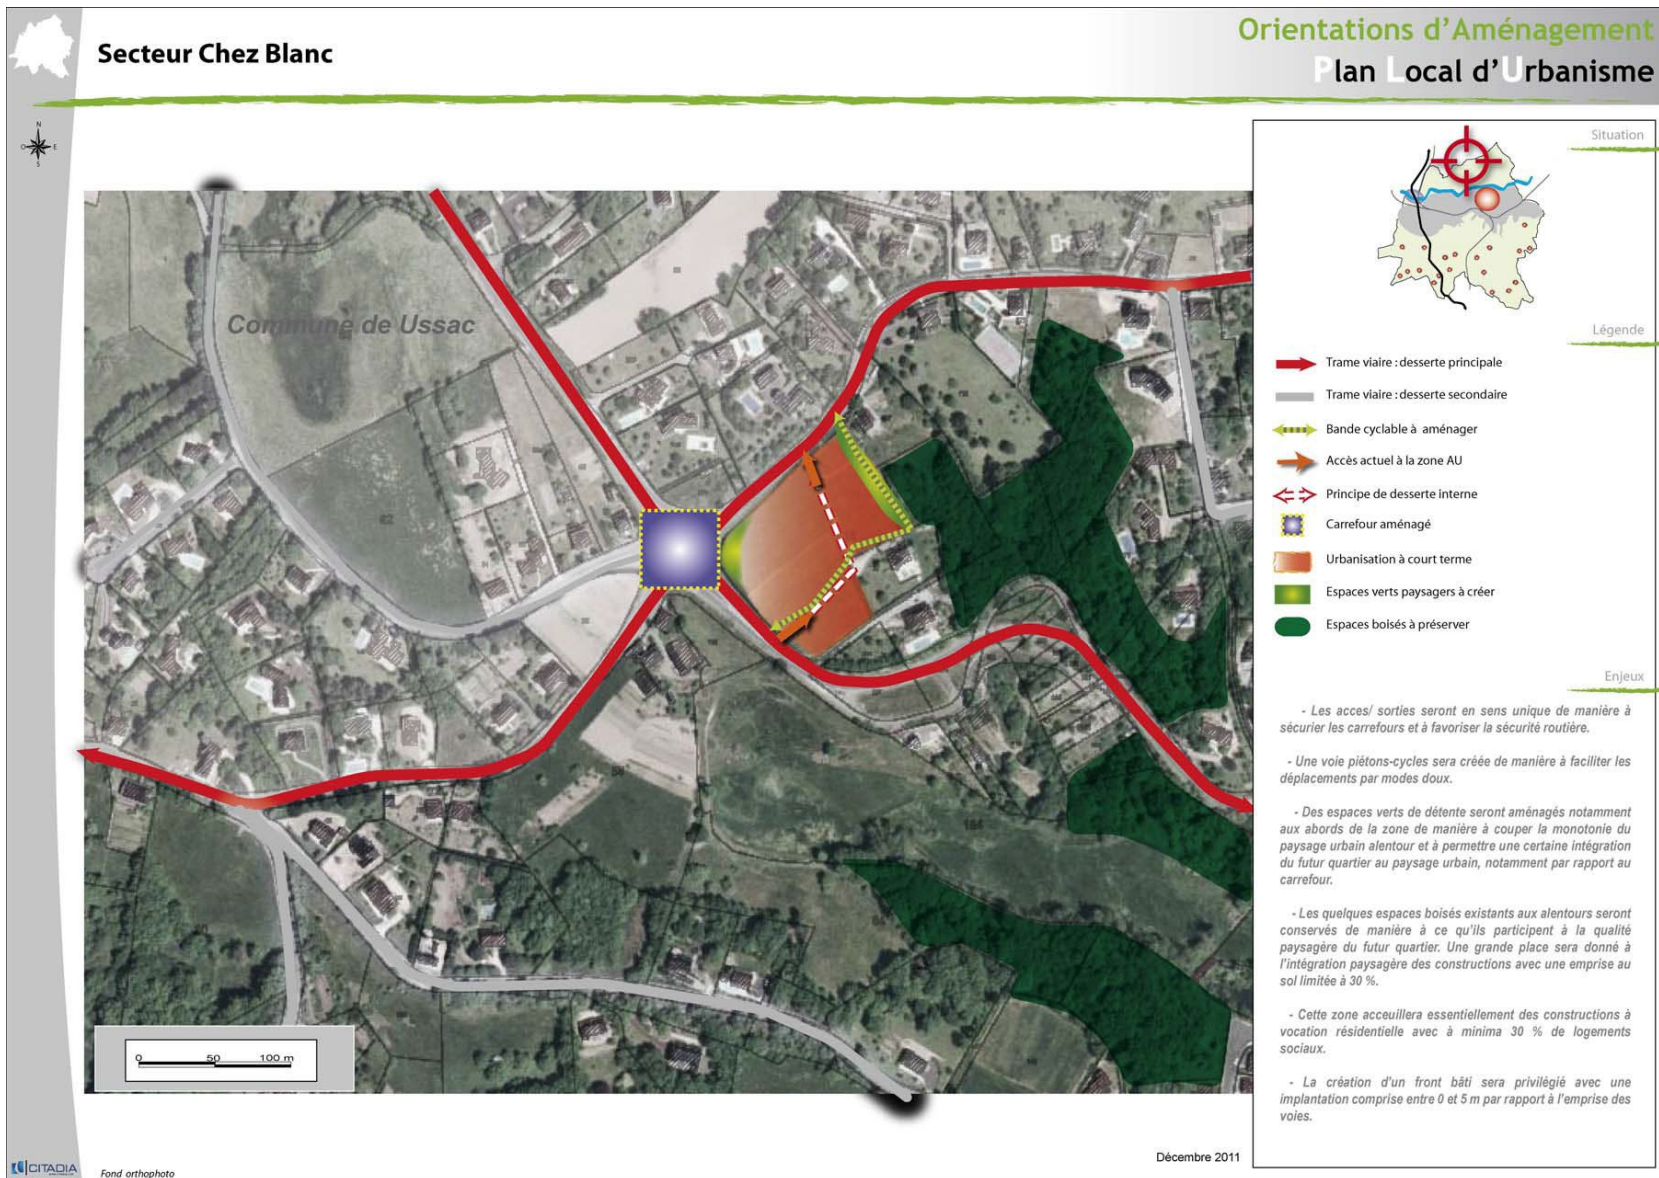 Secteur Chez Blanc
Orientations d'Aménagement
Plan Local d'Urbanisme
N
O
E
S
Commune de Ussac
0 50 100 m
Situation
Légende
Trame viaire : desserte principale
Trame viaire : desserte secondaire
Bande cyclable à aménager
Accès actuel à la zone AU
Principe de desserte interne
Carrefour aménagé
Urbanisation à court terme
Espaces verts paysagers à créer
Espaces boisés à préserver
Enjeux
- Les acces/ sorties seront en sens unique de manière à
sécurier les carrefours et à favoriser la sécurité routière.
- Une voie piétons-cycles sera créée de manière à faciliter les
déplacements par modes doux.
- Des espaces verts de détente seront aménagés notamment
aux abords de la zone de manière à couper la monotonie du
paysage urbain alentour et à permettre une certaine intégration
du futur quartier au paysage urbain, notamment par rapport au
carrefour.
- Les quelques espaces boisés existants aux alentours seront
conservés de manière à ce qu'ils participent à la qualité
paysagère du futur quartier. Une grande place sera donné à
l'intégration paysagère des constructions avec une emprise au
sol limitée à 30 %.
- Cette zone acceuillera essentiellement des constructions à
vocation résidentielle avec à minima 30 % de logements
sociaux.
- La création d'un front bâti sera privilégié avec une
implantation comprise entre 0 et 5 m par rapport à l'emprise des
voies.
Décembre 2011
CITADIA
Fond orthophoto